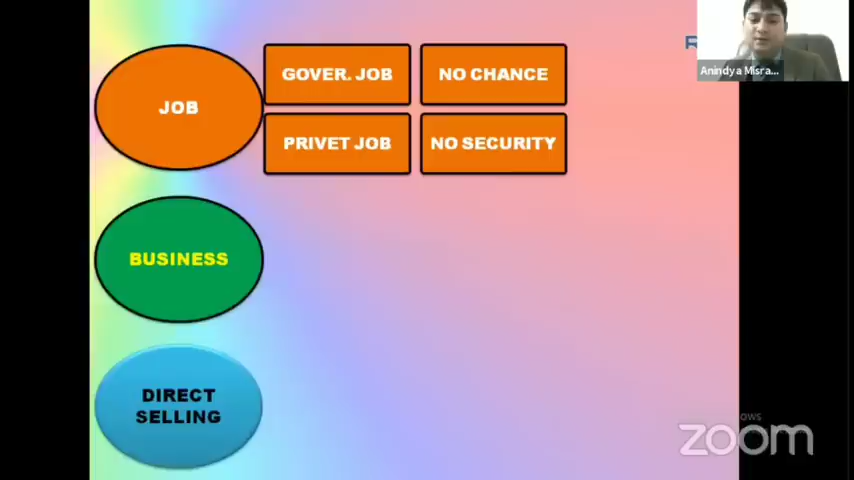 JOB
GOVER. JOB
NO CHANCE
PRIVET JOB
NO SECURITY
BUSINESS
DIRECT
SELLING
Anindya Misra...
zoom